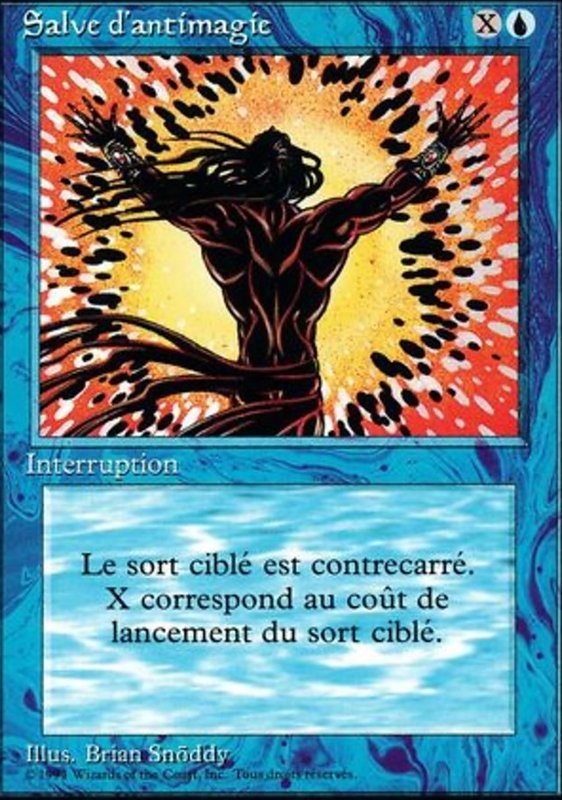 Salve d'antimagie X
Interruption
Le sort ciblé est contrecarré.
X correspond au coût de
lancement du sort ciblé.
Illus. Brian Snōddy
Wizards of the Coast, Inc. Tous droits réservés.